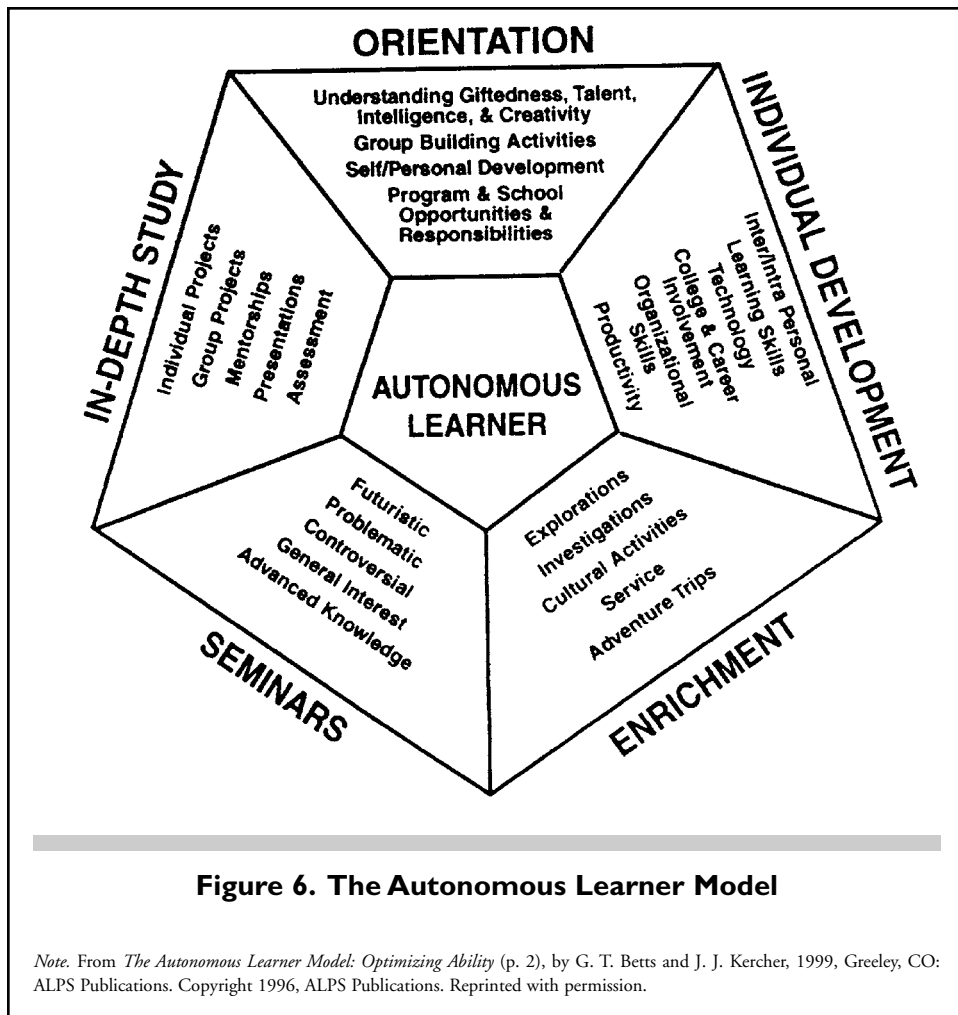 ORIENTATION
Understanding Giftedness, Talent,
Intelligence, & Creativity
Group Building Activities
Self/Personal Development
Program & School
Opportunities &
Responsibilities
INDIVIDUAL DEVELOPMENT
Inter/Intra Personal
Learning Skills
Technology
College & Career
Involvement
Organizational
Skills
Productivity
ENRICHMENT
Explorations
Investigations
Cultural Activities
Service
Adventure Trips
SEMINARS
Futuristic
Problematic
Controversial
General Interest
Advanced Knowledge
IN-DEPTH STUDY
Individual Projects
Group Projects
Mentorships
Presentations
Assessment
AUTONOMOUS
LEARNER
Figure 6. The Autonomous Learner Model
Note. From The Autonomous Learner Model: Optimizing Ability (p. 2), by G. T. Betts and J. J. Kercher, 1999, Greeley, CO:
ALPS Publications. Copyright 1996, ALPS Publications. Reprinted with permission.